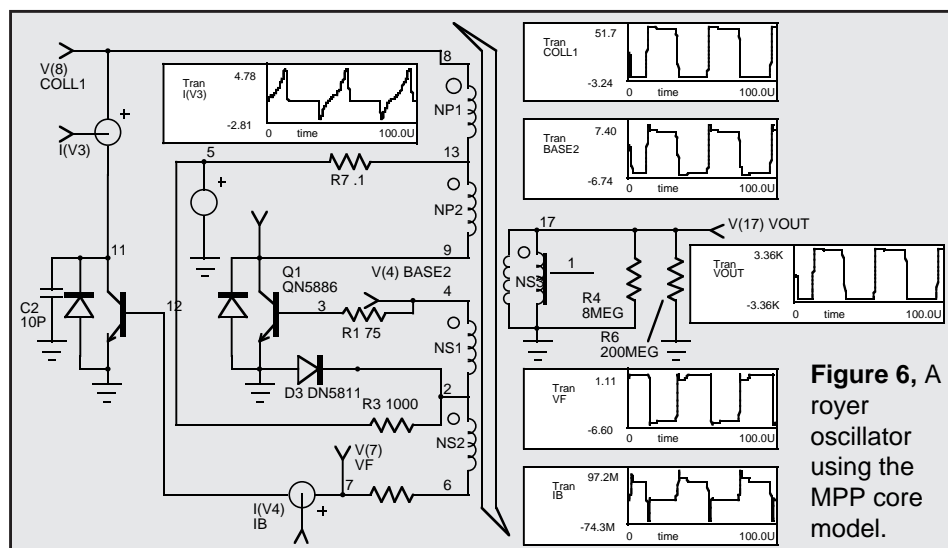 V(8)
COLL1
Tran
I(V3)
4.78
-2.81
0
time
100.0U
I(V3)
8
NP1
13
5
R7 .1
NP2
9
11
Q1
QN5886
V(4) BASE2
4
12
C2
10P
3
R1 75
NS1
D3 DN5811
2
R3 1000
NS2
V(7)
VF
7
6
I(V4)
IB
Tran
COLL1
51.7
-3.24
0
time
100.0U
Tran
BASE2
7.40
-6.74
0
time
100.0U
17
V(17) VOUT
NS3
1
R4
8MEG
R6
200MEG
Tran
VOUT
3.36K
-3.36K
0
time
100.0U
Tran
VF
1.11
-6.60
0
time
100.0U
Tran
IB
97.2M
-74.3M
0
time
100.0U
Figure 6, A
royer
oscillator
using the
MPP core
model.